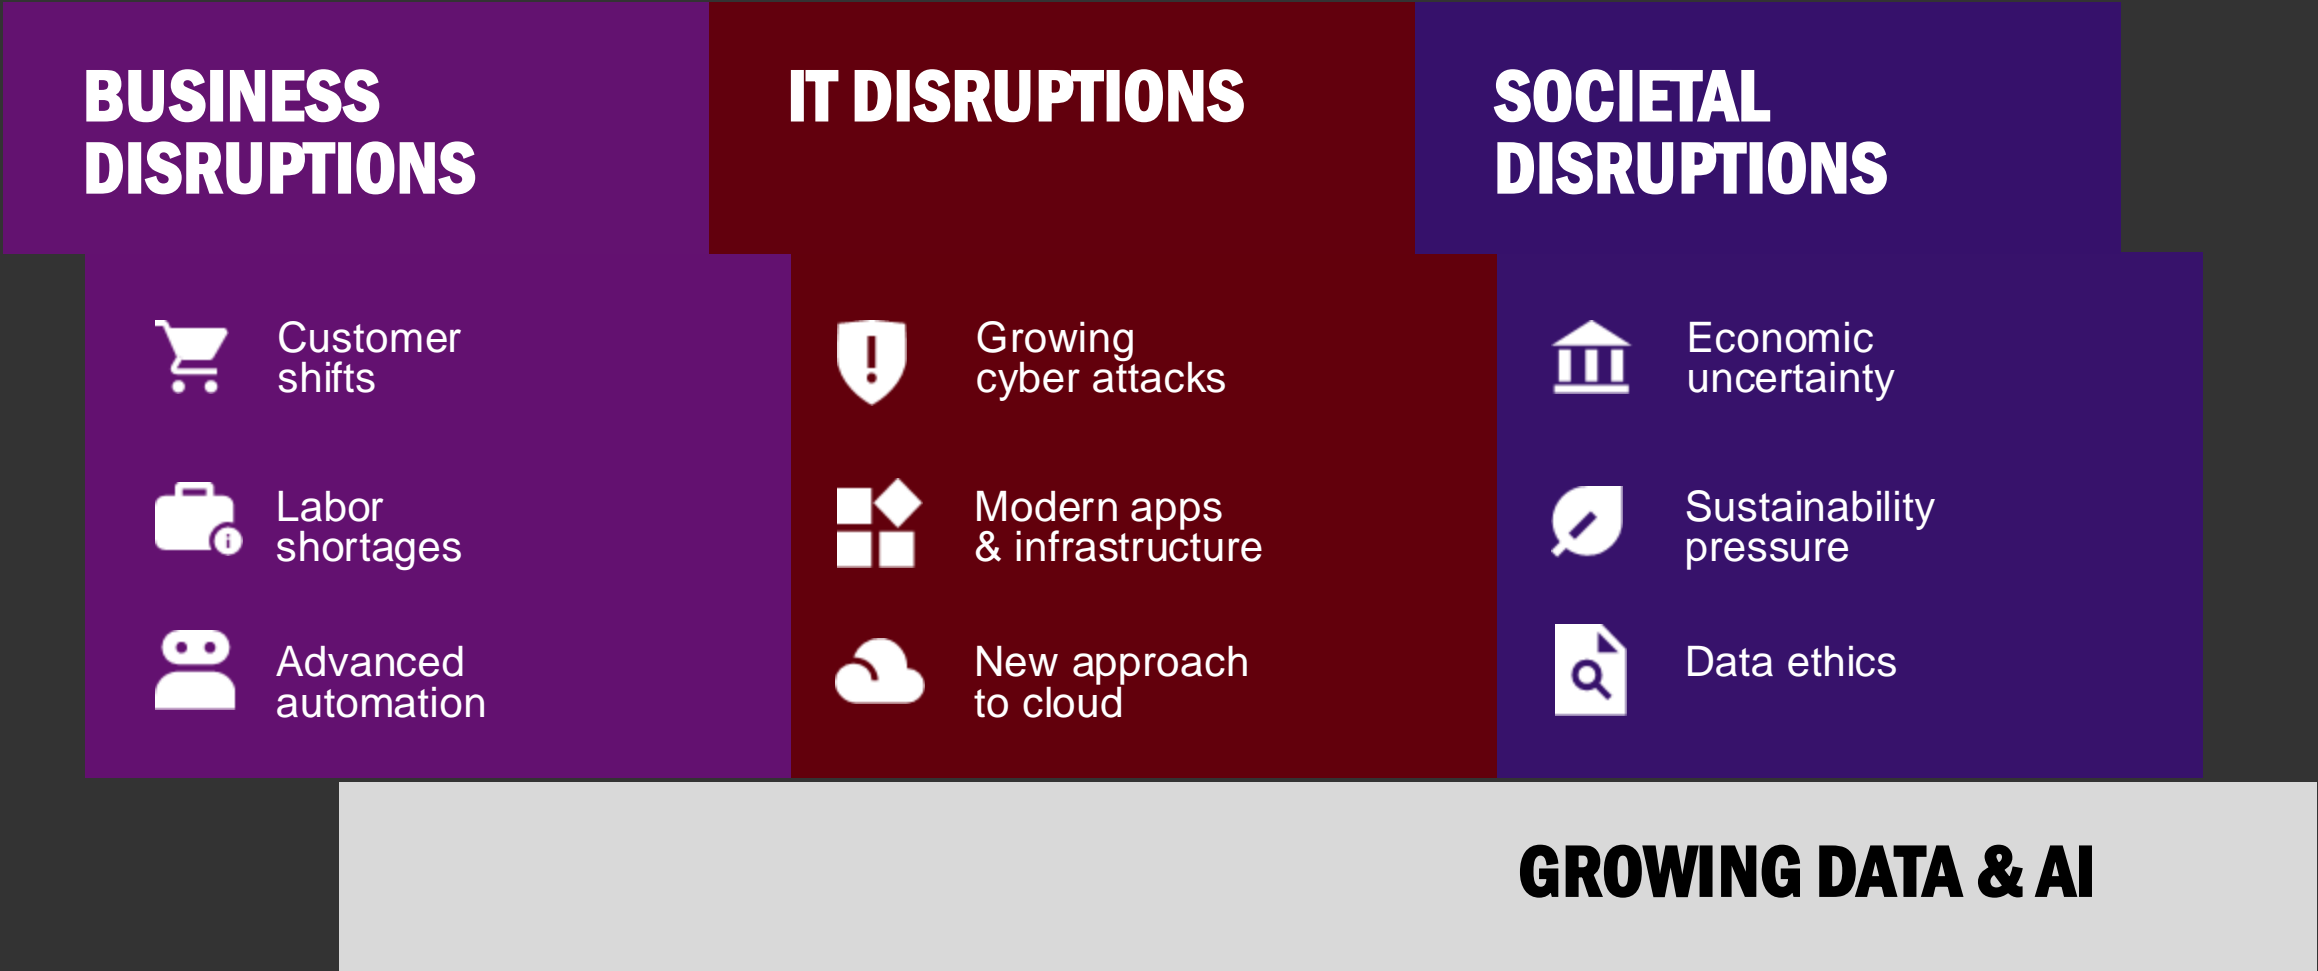 BUSINESS
DISRUPTIONS
Customer
shifts
Labor
shortages
Advanced
automation
IT DISRUPTIONS
Growing
cyber attacks
Modern apps
& infrastructure
New approach
to cloud
SOCIETAL
DISRUPTIONS
Economic
uncertainty
Sustainability
pressure
Data ethics
GROWING DATA & AI